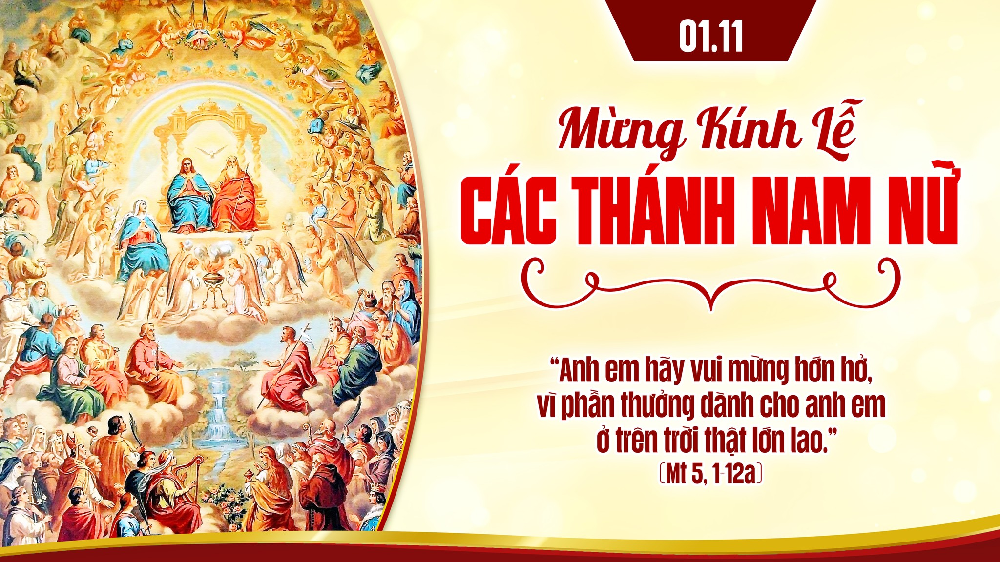 01.11
Mừng Kính Lễ
CÁC THÁNH NAM NỮ
“Anh em hãy vui mừng hớn hở,
vì phần thưởng dành cho anh em
ở trên trời thật lớn lao.”
(Mt 5, 1-12a)